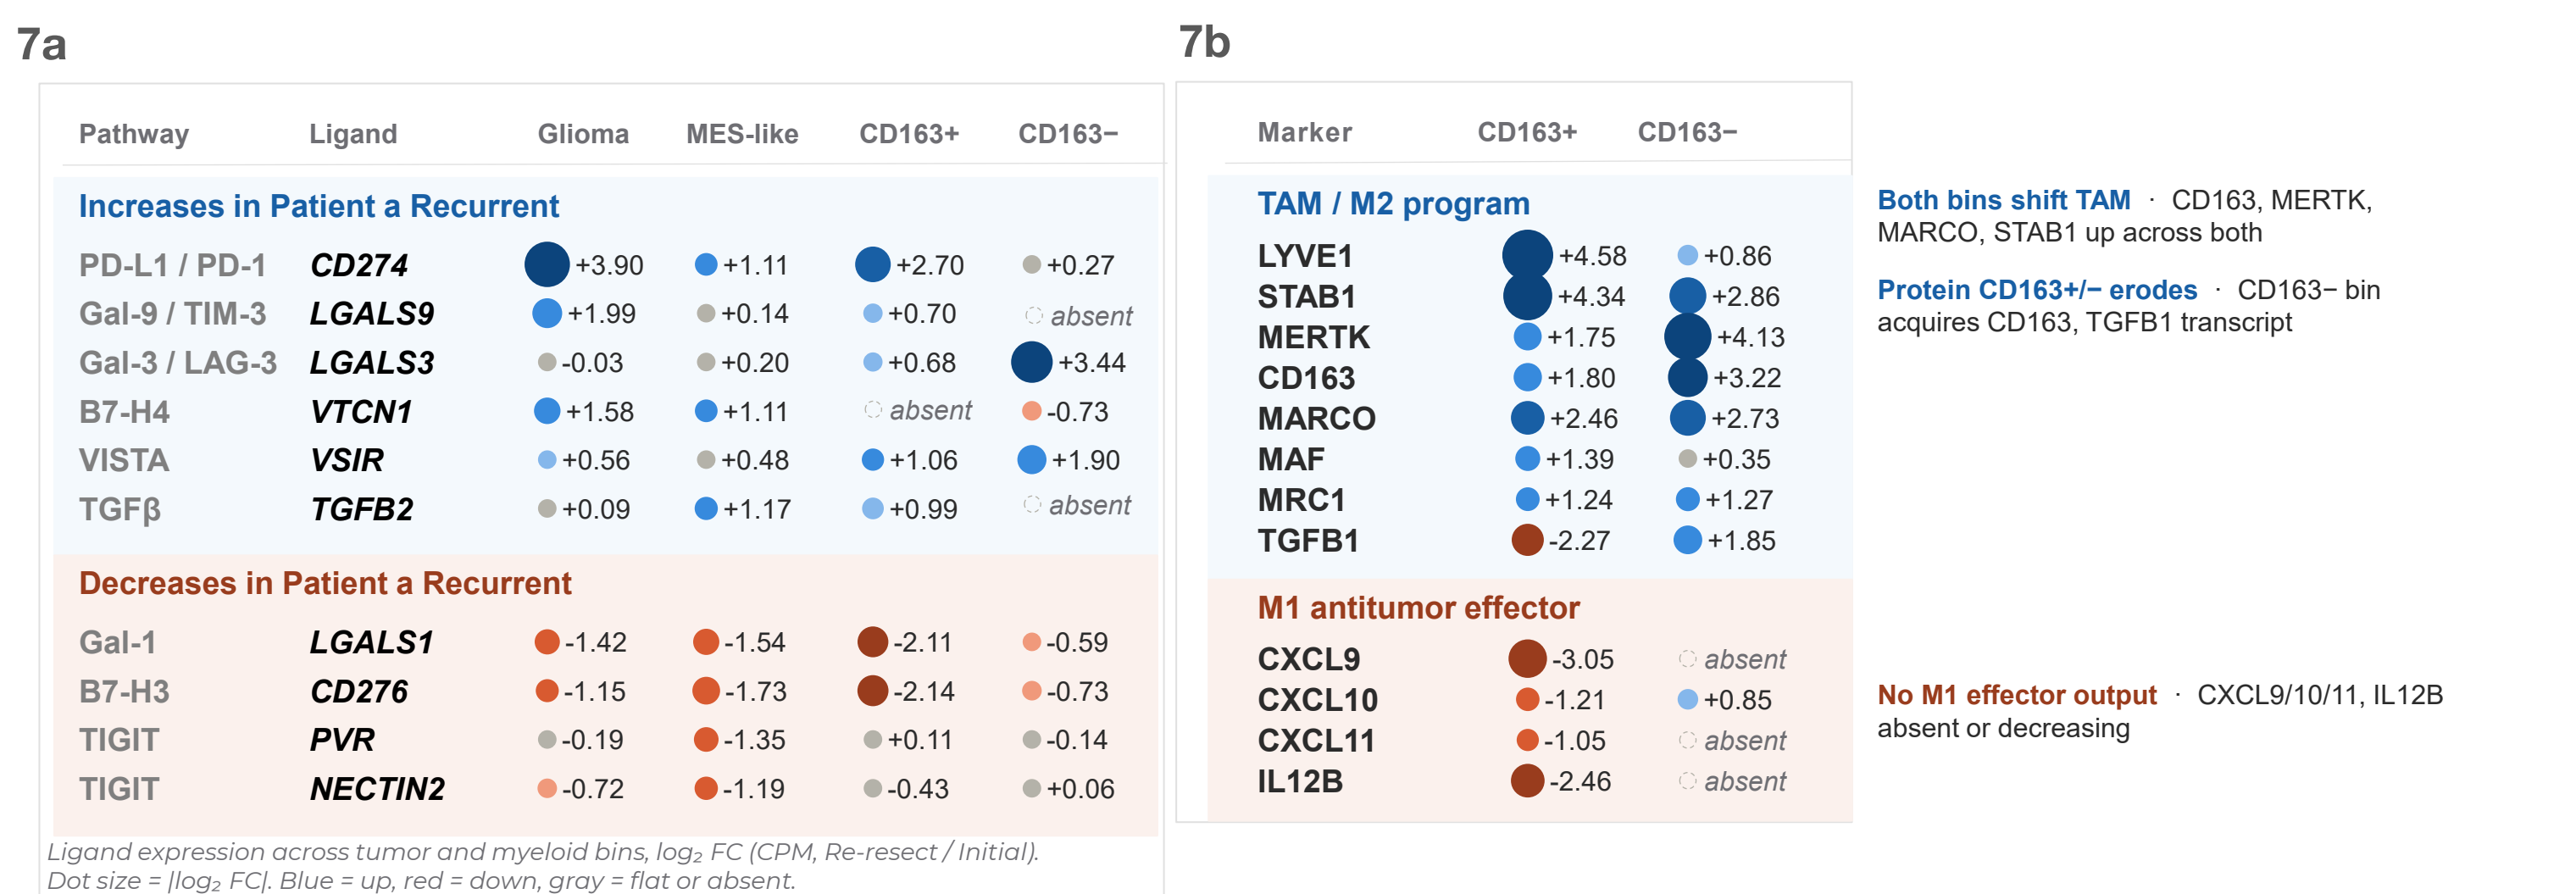 7a
Pathway Ligand Glioma MES-like CD163+ CD163−
Increases in Patient a Recurrent
PD-L1 / PD-1 CD274 +3.90 +1.11 +2.70 +0.27
Gal-9 / TIM-3 LGALS9 +1.99 +0.14 +0.70 absent
Gal-3 / LAG-3 LGALS3 -0.03 +0.20 +0.68 +3.44
B7-H4 VTCN1 +1.58 +1.11 absent -0.73
VISTA VSIR +0.56 +0.48 +1.06 +1.90
TGFβ TGFB2 +0.09 +1.17 +0.99 absent
Decreases in Patient a Recurrent
Gal-1 LGALS1 -1.42 -1.54 -2.11 -0.59
B7-H3 CD276 -1.15 -1.73 -2.14 -0.73
TIGIT PVR -0.19 -1.35 +0.11 -0.14
TIGIT NECTIN2 -0.72 -1.19 -0.43 +0.06
Ligand expression across tumor and myeloid bins, log₂ FC (CPM, Re-resect / Initial).
Dot size = |log₂ FC|. Blue = up, red = down, gray = flat or absent.
7b
Marker CD163+ CD163−
TAM / M2 program
LYVE1 +4.58 +0.86
STAB1 +4.34 +2.86
MERTK +1.75 +4.13
CD163 +1.80 +3.22
MARCO +2.46 +2.73
MAF +1.39 +0.35
MRC1 +1.24 +1.27
TGFB1 -2.27 +1.85
M1 antitumor effector
CXCL9 -3.05 absent
CXCL10 -1.21 +0.85
CXCL11 -1.05 absent
IL12B -2.46 absent
Both bins shift TAM · CD163, MERTK,
MARCO, STAB1 up across both
Protein CD163+/− erodes · CD163− bin
acquires CD163, TGFB1 transcript
No M1 effector output · CXCL9/10/11, IL12B
absent or decreasing